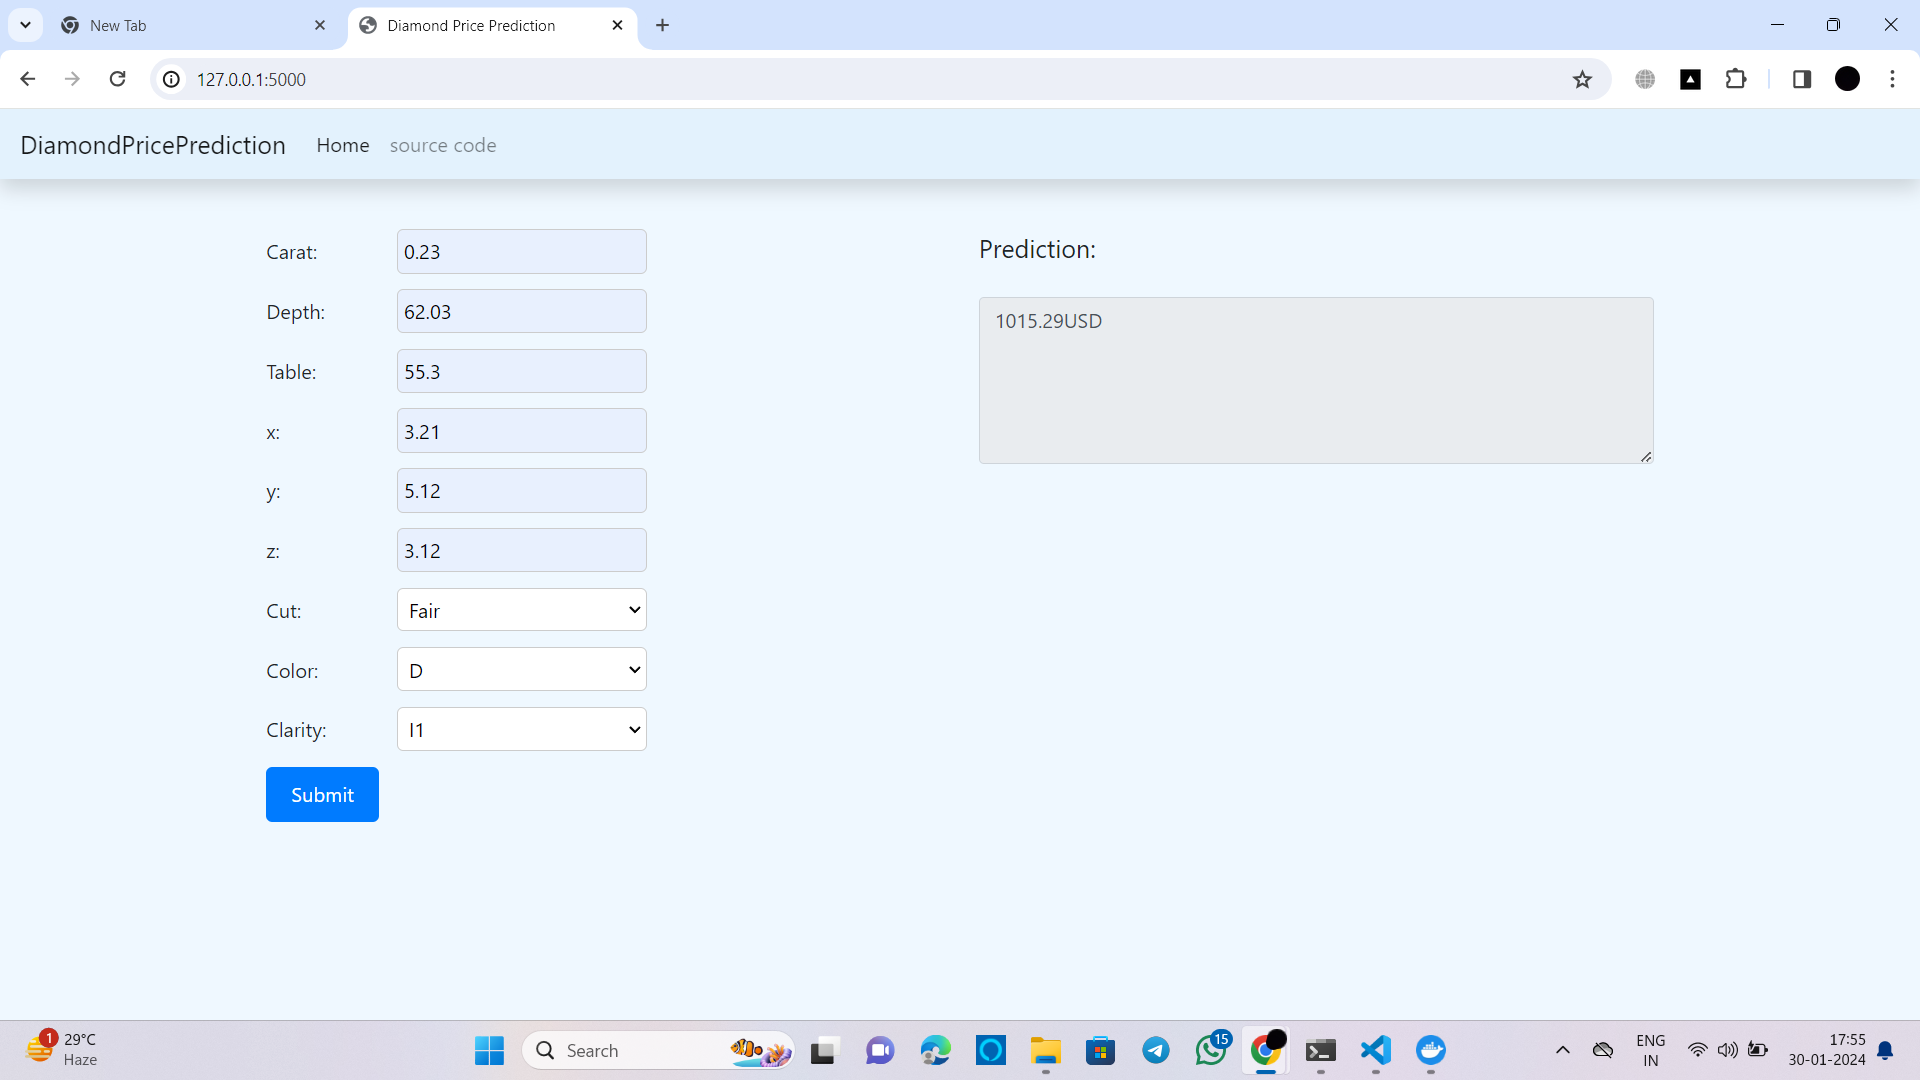 New Tab
Diamond Price Prediction
127.0.0.1:5000
DiamondPricePrediction Home source code
Carat: 0.23
Depth: 62.03
Table: 55.3
x: 3.21
y: 5.12
z: 3.12
Cut: Fair
Color: D
Clarity: I1
Submit
Prediction:
1015.29USD
1
29°C
Haze
Search
15
ENG
IN
17:55
30-01-2024